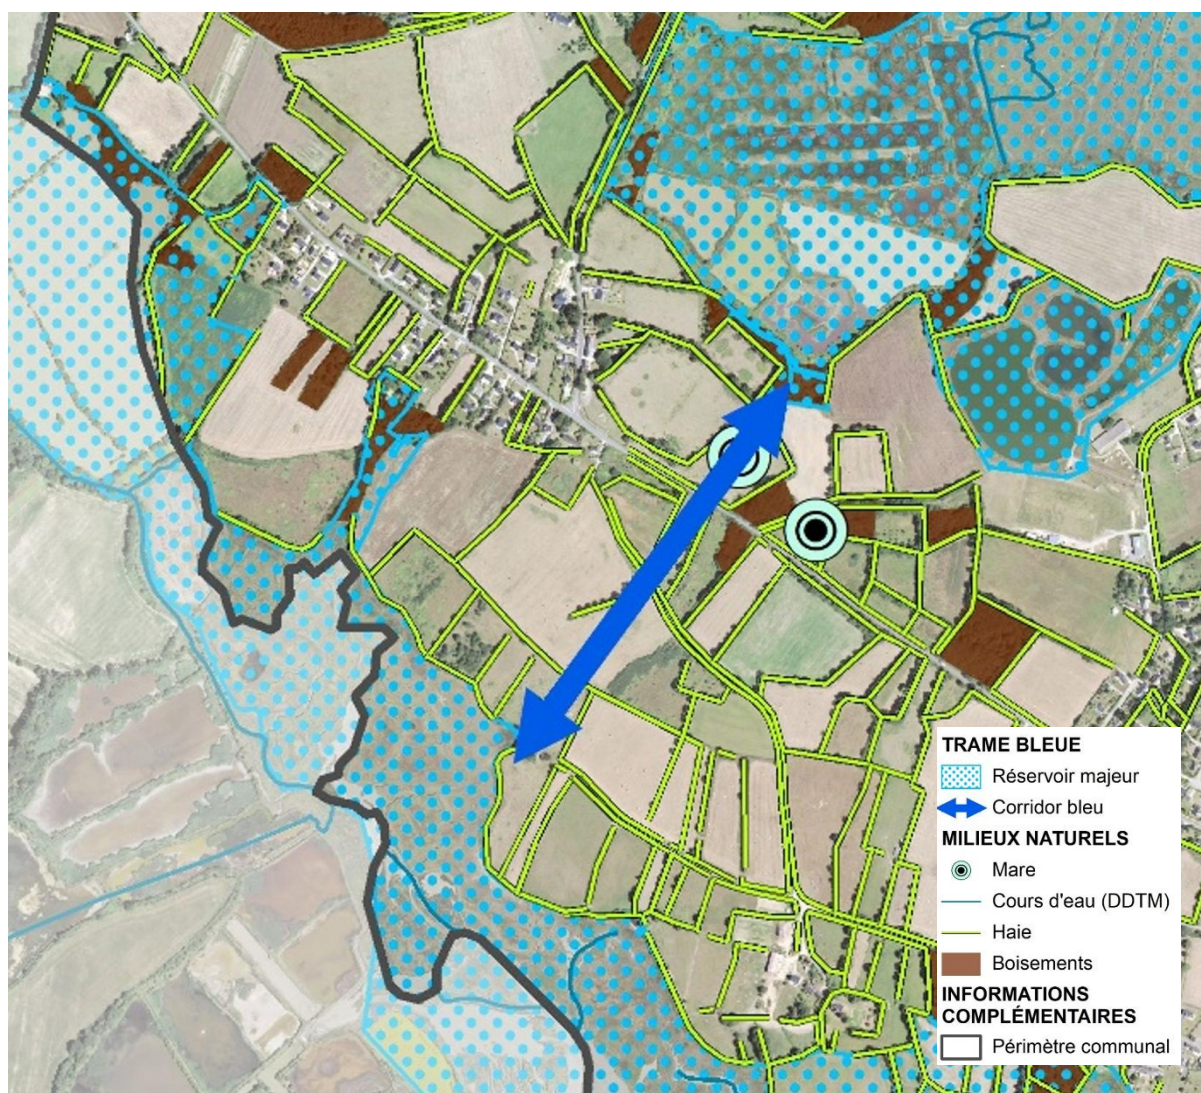 TRAME BLEUE
Réservoir majeur
Corridor bleu
MILIEUX NATURELS
Mare
Cours d'eau (DDTM)
Haie
Boisements
INFORMATIONS
COMPLÉMENTAIRES
Périmètre communal